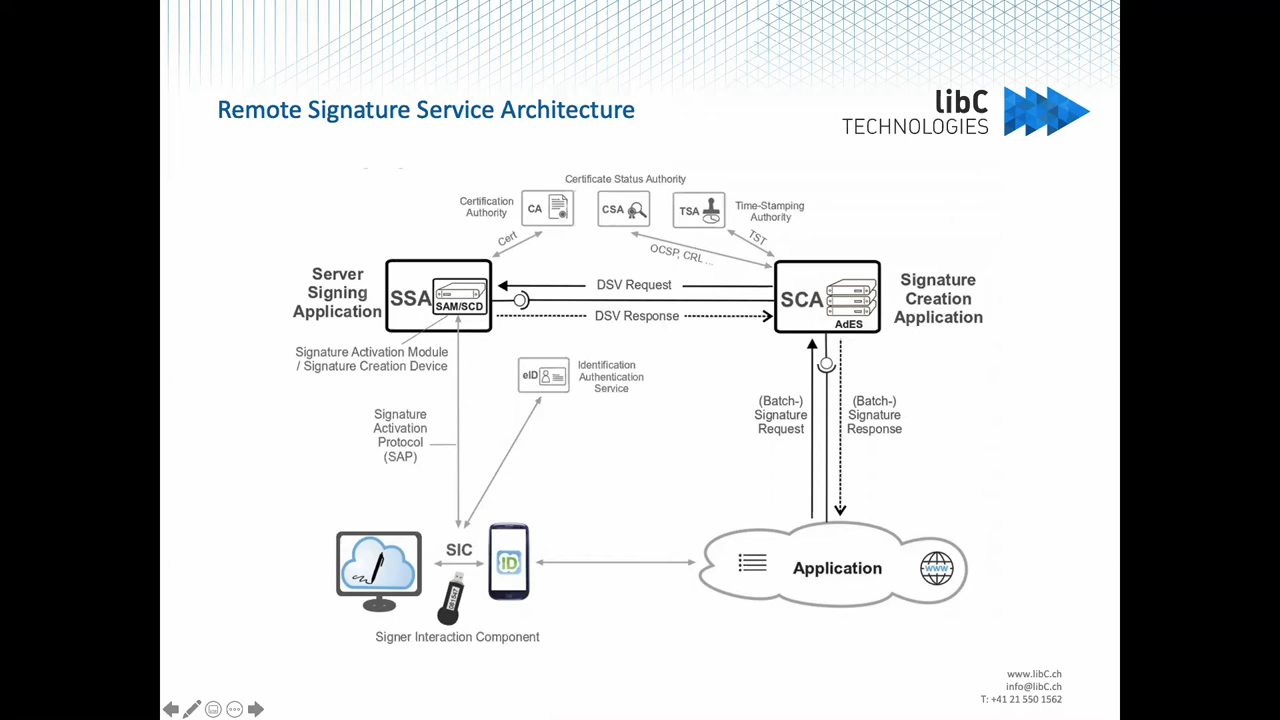 Remote Signature Service Architecture
libC
TECHNOLOGIES
Certificate Status Authority
Certification
Authority
CA
CSA
TSA
Time-Stamping
Authority
Cert
OCSP, CRL ...
TST
Server
Signing
Application
SSA
SAM/SCD
DSV Request
DSV Response
SCA
AdES
Signature
Creation
Application
Signature Activation Module
/ Signature Creation Device
eID
Identification
Authentication
Service
Signature
Activation
Protocol
(SAP)
(Batch-)
Signature
Request
(Batch-)
Signature
Response
SIC
ID
Signer Interaction Component
Application
WWW
www.libC.ch
info@libC.ch
T: +41 21 550 1562